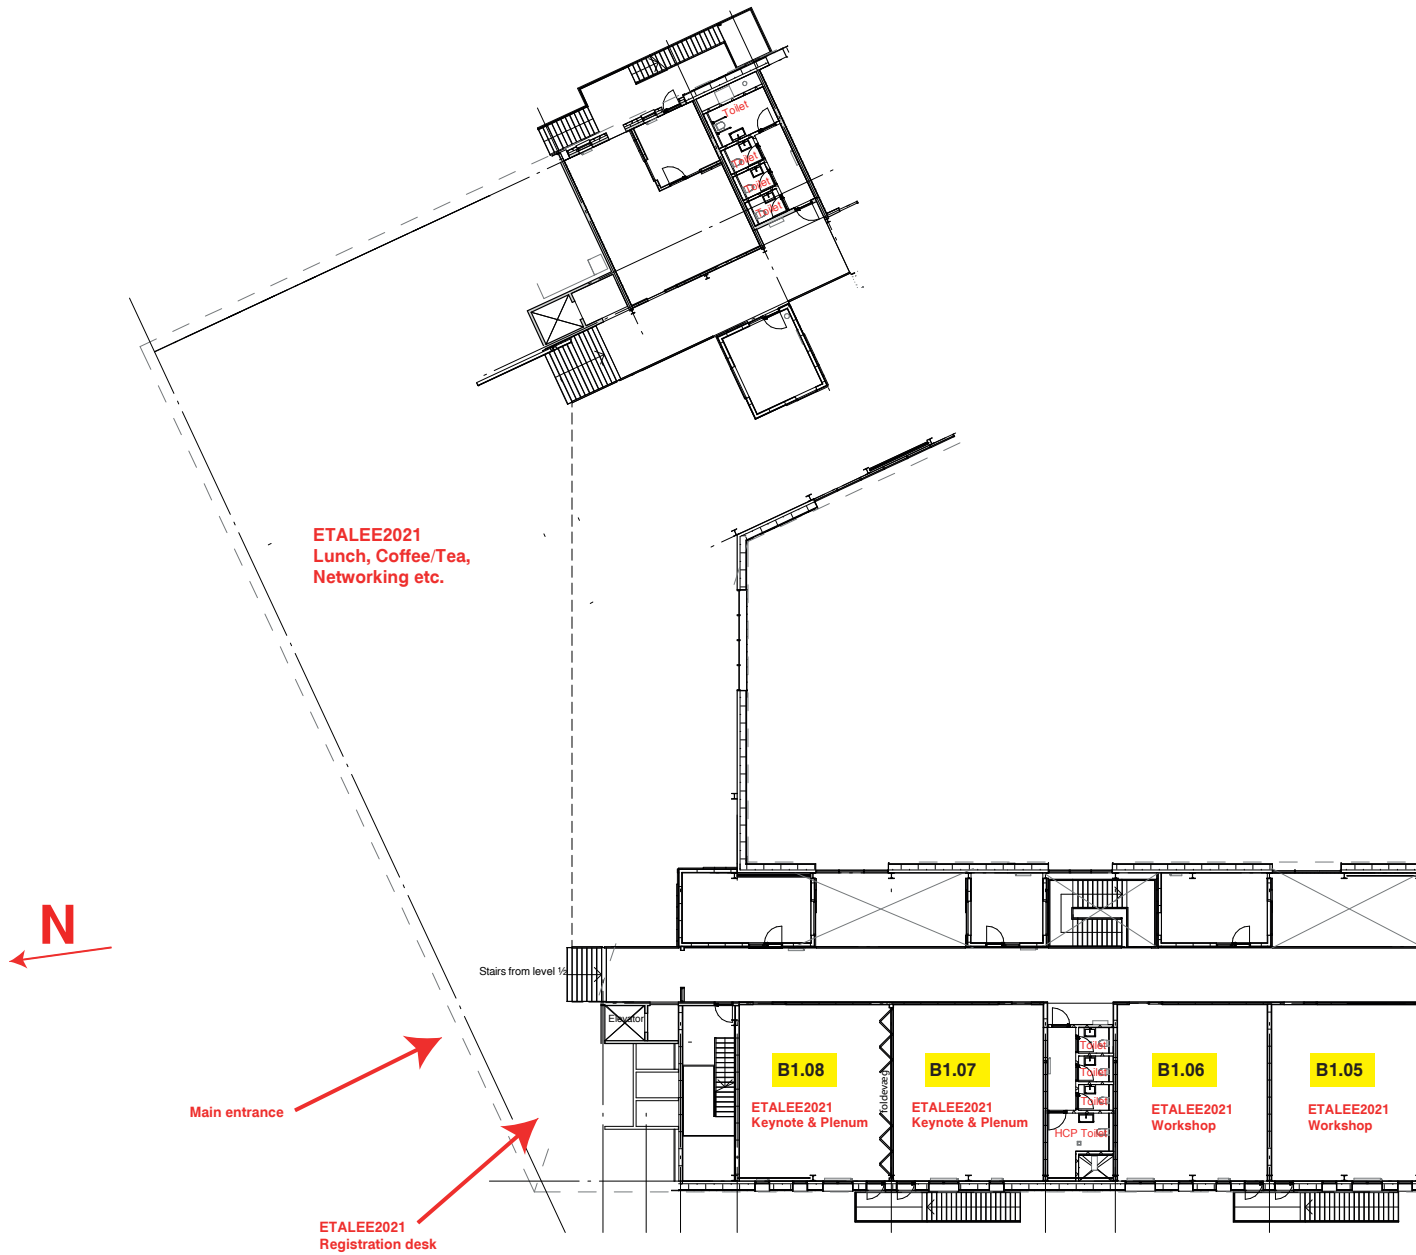 Toilet
Toilet
Toilet
Toilet
ETALEE2021
Lunch, Coffee/Tea,
Networking etc.
N
Stairs from level ½
Elevator
Main entrance
ETALEE2021
Registration desk
B1.08
ETALEE2021
Keynote & Plenum
foldevæg
B1.07
ETALEE2021
Keynote & Plenum
Toilet
Toilet
Toilet
HCP Toilet
B1.06
ETALEE2021
Workshop
B1.05
ETALEE2021
Workshop